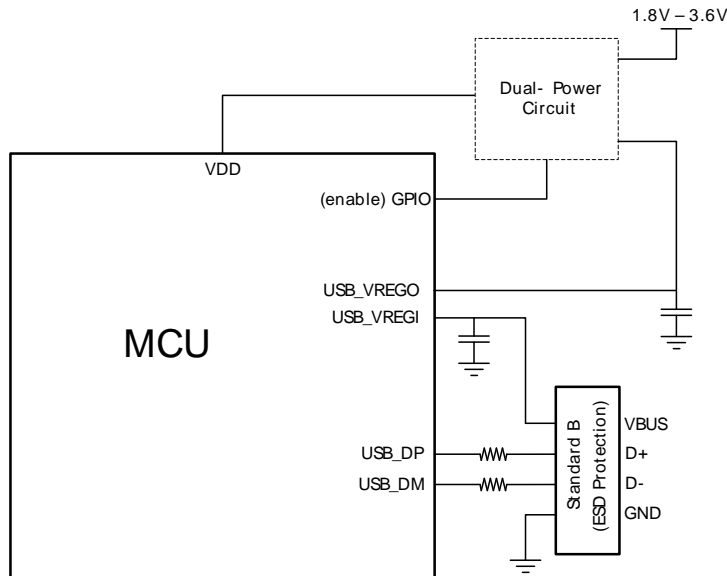 1.8V – 3.6V
Dual- Power
Circuit
VDD
(enable) GPIO
USB_VREGO
USB_VREGI
MCU
USB_DP
USB_DM
Standard B
(ESD Protection)
VBUS
D+
D-
GND